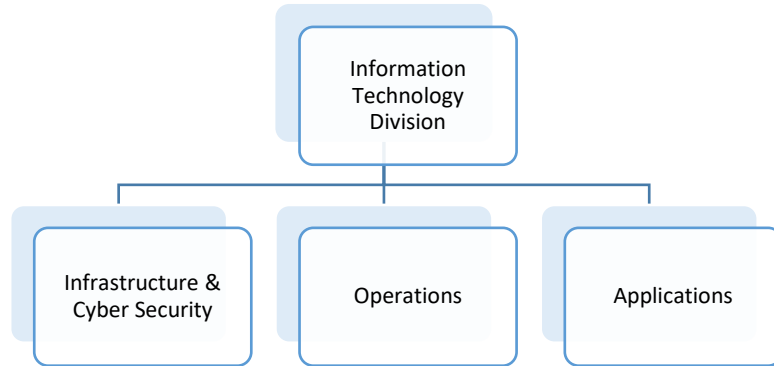 Information
Technology
Division
Infrastructure &
Cyber Security
Operations
Applications